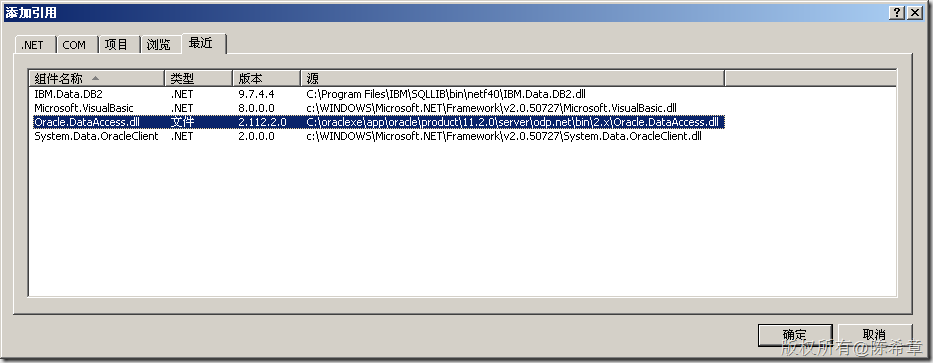 添加引用
.NET COM 项目 浏览 最近
组件名称 类型 版本 源
IBM.Data.DB2 .NET 9.7.4.4 C:\Program Files\IBM\SQLLIB\bin\netf40\IBM.Data.DB2.dll
Microsoft.VisualBasic .NET 8.0.0.0 c:\WINDOWS\Microsoft.NET\Framework\v2.0.50727\Microsoft.VisualBasic.dll
Oracle.DataAccess.dll 文件 2.112.2.0 C:\oraclexe\app\oracle\product\11.2.0\server\odp.net\bin\2.x\Oracle.DataAccess.dll
System.Data.OracleClient .NET 2.0.0.0 c:\WINDOWS\Microsoft.NET\Framework\v2.0.50727\System.Data.OracleClient.dll
确定 取消
版权所有@陈希章